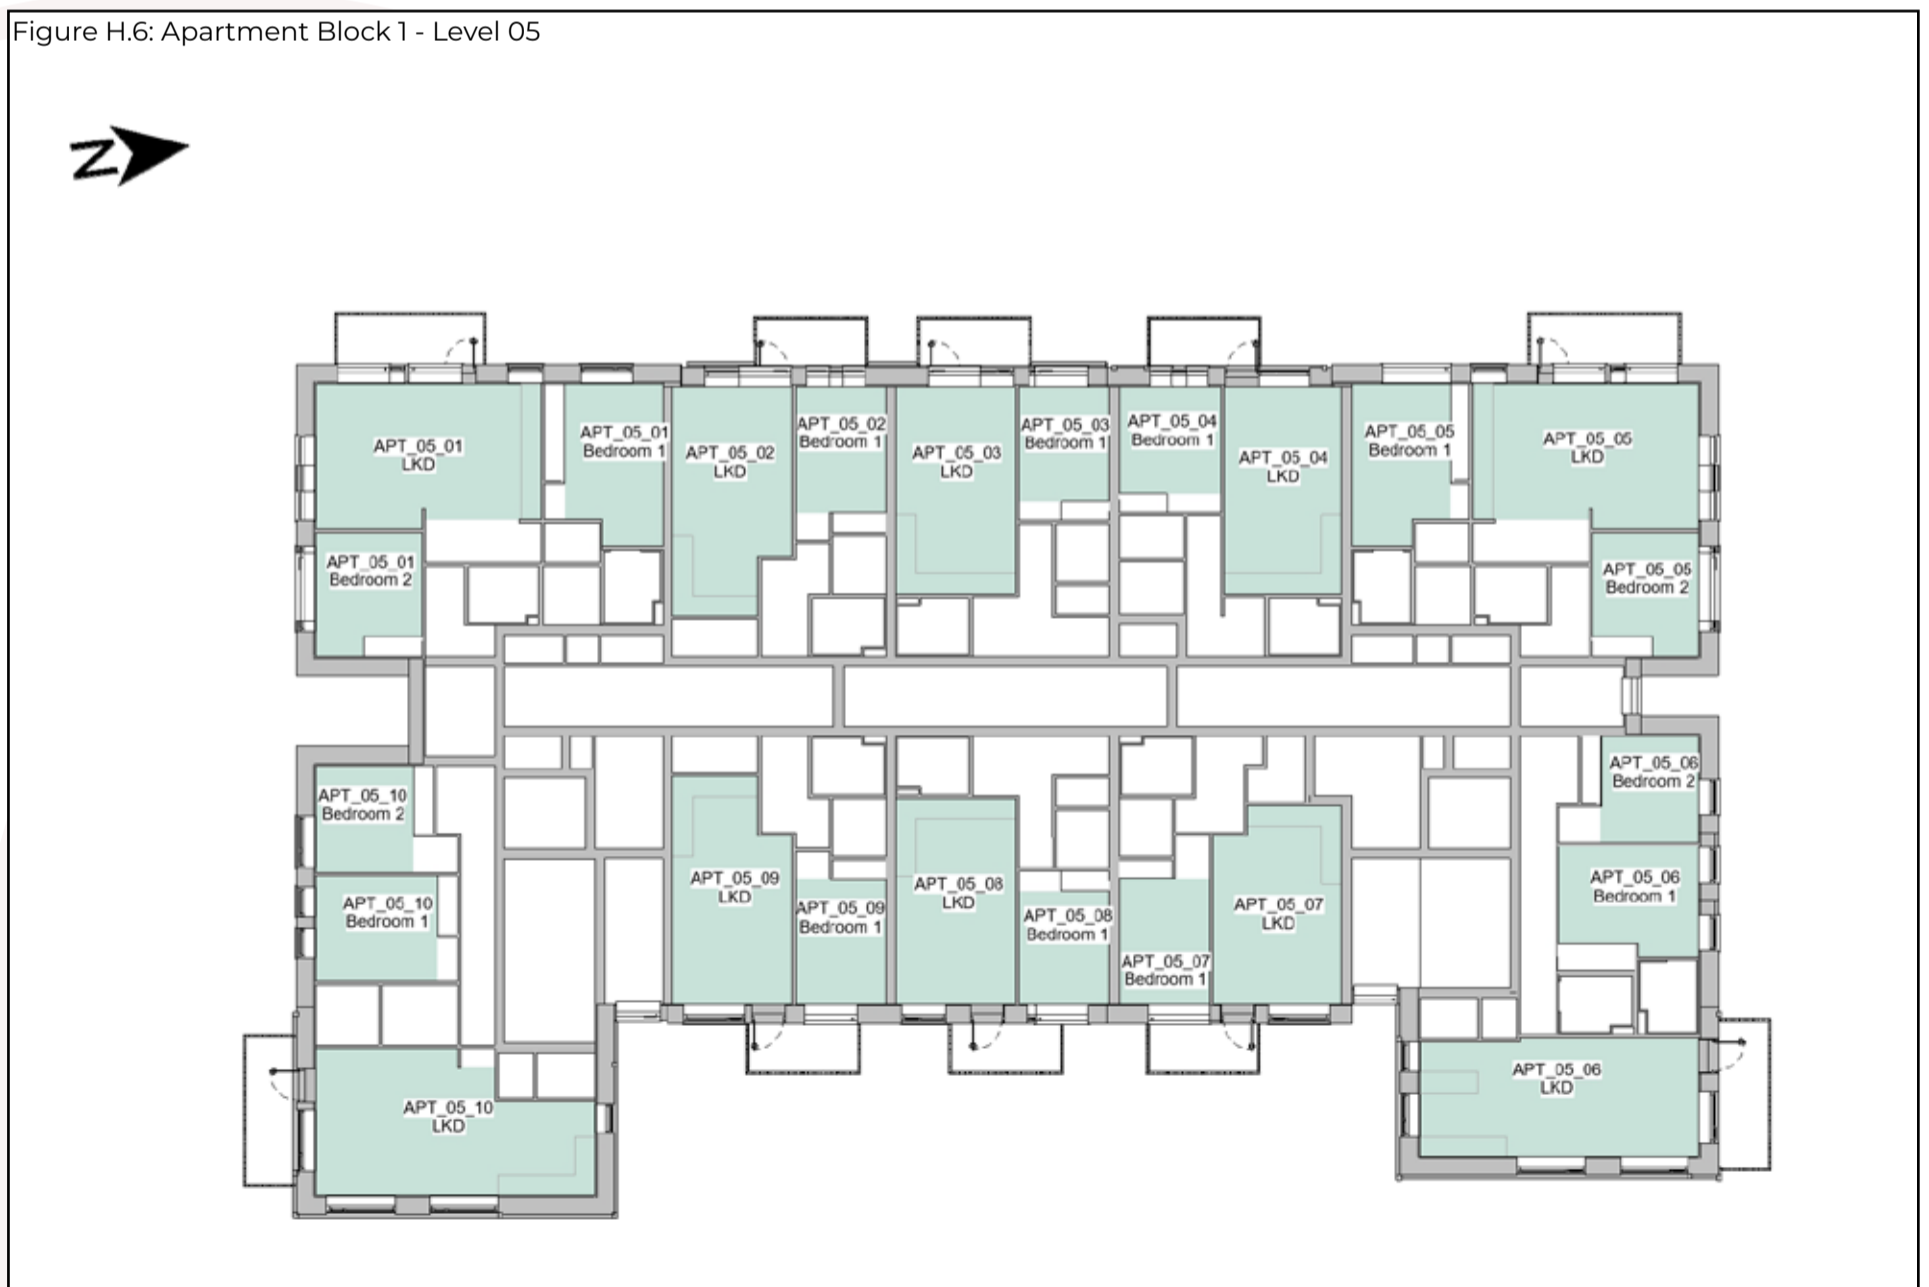 Figure H.6: Apartment Block 1 - Level 05
N
APT_05_01
LKD
APT_05_01
Bedroom 1
APT_05_02
LKD
APT_05_02
Bedroom 1
APT_05_03
LKD
APT_05_03
Bedroom 1
APT_05_04
Bedroom 1
APT_05_04
LKD
APT_05_05
Bedroom 1
APT_05_05
LKD
APT_05_01
Bedroom 2
APT_05_05
Bedroom 2
APT_05_10
Bedroom 2
APT_05_10
Bedroom 1
APT_05_09
LKD
APT_05_09
Bedroom 1
APT_05_08
LKD
APT_05_08
Bedroom 1
APT_05_07
Bedroom 1
APT_05_07
LKD
APT_05_06
Bedroom 2
APT_05_06
Bedroom 1
APT_05_10
LKD
APT_05_06
LKD